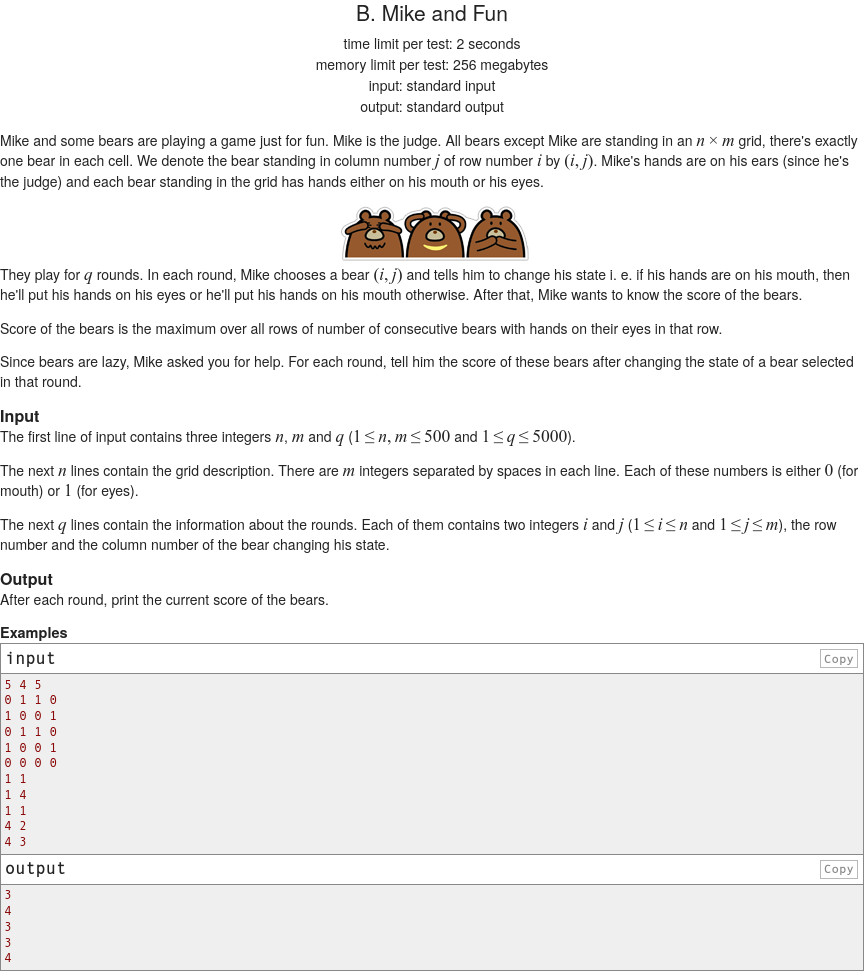 B. Mike and Fun
time limit per test: 2 seconds
memory limit per test: 256 megabytes
input: standard input
output: standard output
Mike and some bears are playing a game just for fun. Mike is the judge. All bears except Mike are standing in an n × m grid, there's exactly
one bear in each cell. We denote the bear standing in column number j of row number i by (i, j). Mike's hands are on his ears (since he's
the judge) and each bear standing in the grid has hands either on his mouth or his eyes.
They play for q rounds. In each round, Mike chooses a bear (i, j) and tells him to change his state i. e. if his hands are on his mouth, then
he'll put his hands on his eyes or he'll put his hands on his mouth otherwise. After that, Mike wants to know the score of the bears.
Score of the bears is the maximum over all rows of number of consecutive bears with hands on their eyes in that row.
Since bears are lazy, Mike asked you for help. For each round, tell him the score of these bears after changing the state of a bear selected
in that round.
Input
The first line of input contains three integers n, m and q (1 ≤ n, m ≤ 500 and 1 ≤ q ≤ 5000).
The next n lines contain the grid description. There are m integers separated by spaces in each line. Each of these numbers is either 0 (for
mouth) or 1 (for eyes).
The next q lines contain the information about the rounds. Each of them contains two integers i and j (1 ≤ i ≤ n and 1 ≤ j ≤ m), the row
number and the column number of the bear changing his state.
Output
After each round, print the current score of the bears.
Examples
input Copy
5 4 5
0 1 1 0
1 0 0 1
0 1 1 0
1 0 0 1
0 0 0 0
1 1
1 4
1 1
4 2
4 3
output Copy
3
4
3
3
4